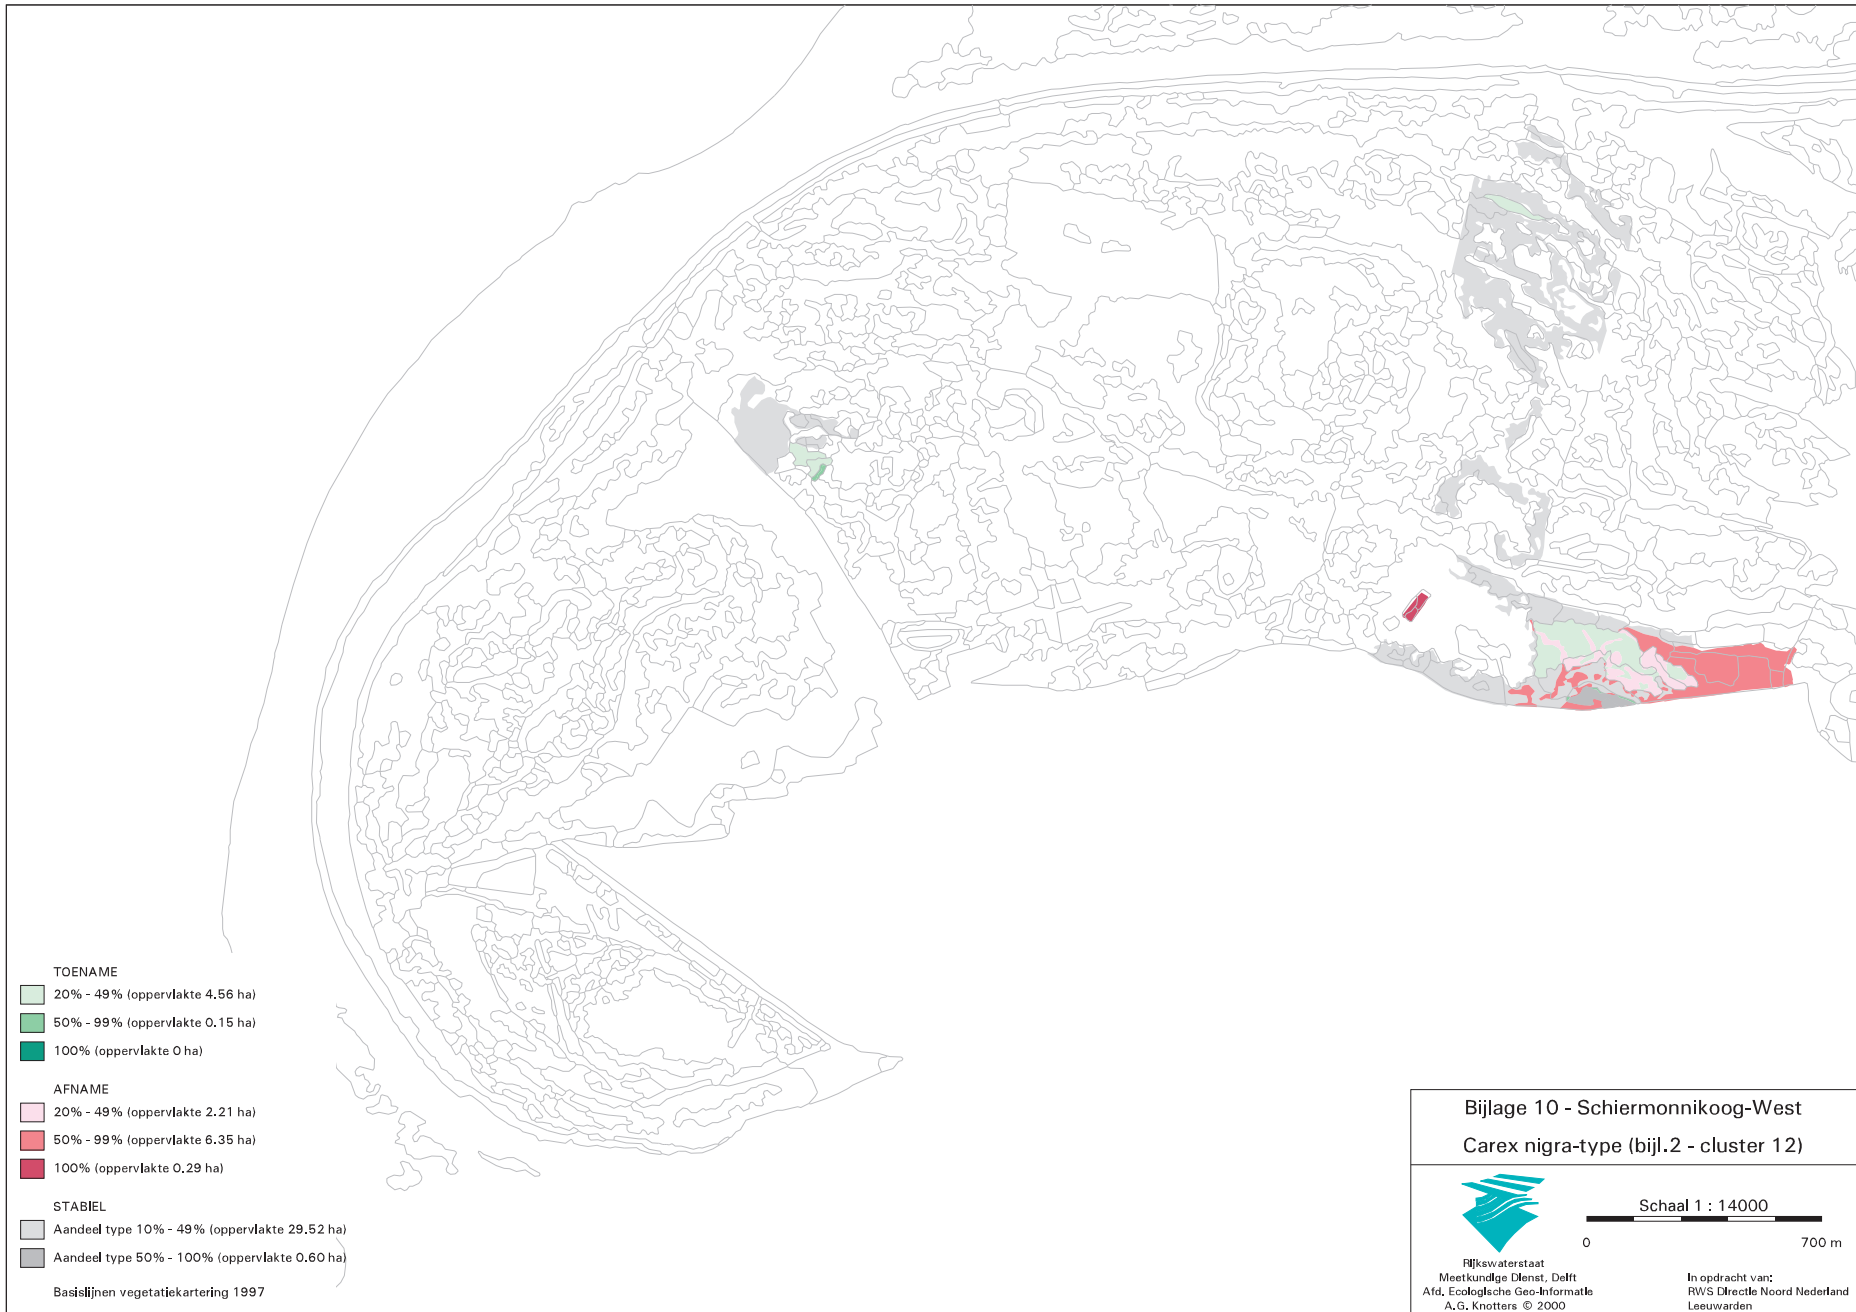 TOENAME
20% - 49% (oppervlakte 4.56 ha)
50% - 99% (oppervlakte 0.15 ha)
100% (oppervlakte 0 ha)
AFNAME
20% - 49% (oppervlakte 2.21 ha)
50% - 99% (oppervlakte 6.35 ha)
100% (oppervlakte 0.29 ha)
STABIEL
Aandeel type 10% - 49% (oppervlakte 29.52 ha)
Aandeel type 50% - 100% (oppervlakte 0.60 ha)
Basislijnen vegetatiekartering 1997
Bijlage 10 - Schiermonnikoog-West
Carex nigra-type (bijl.2 - cluster 12)
Schaal 1 : 14000
0 700 m
Rijkswaterstaat
Meetkundige Dienst, Delft
Afd. Ecologische Geo-Informatie
A.G. Knotters © 2000
In opdracht van:
RWS Directie Noord Nederland
Leeuwarden